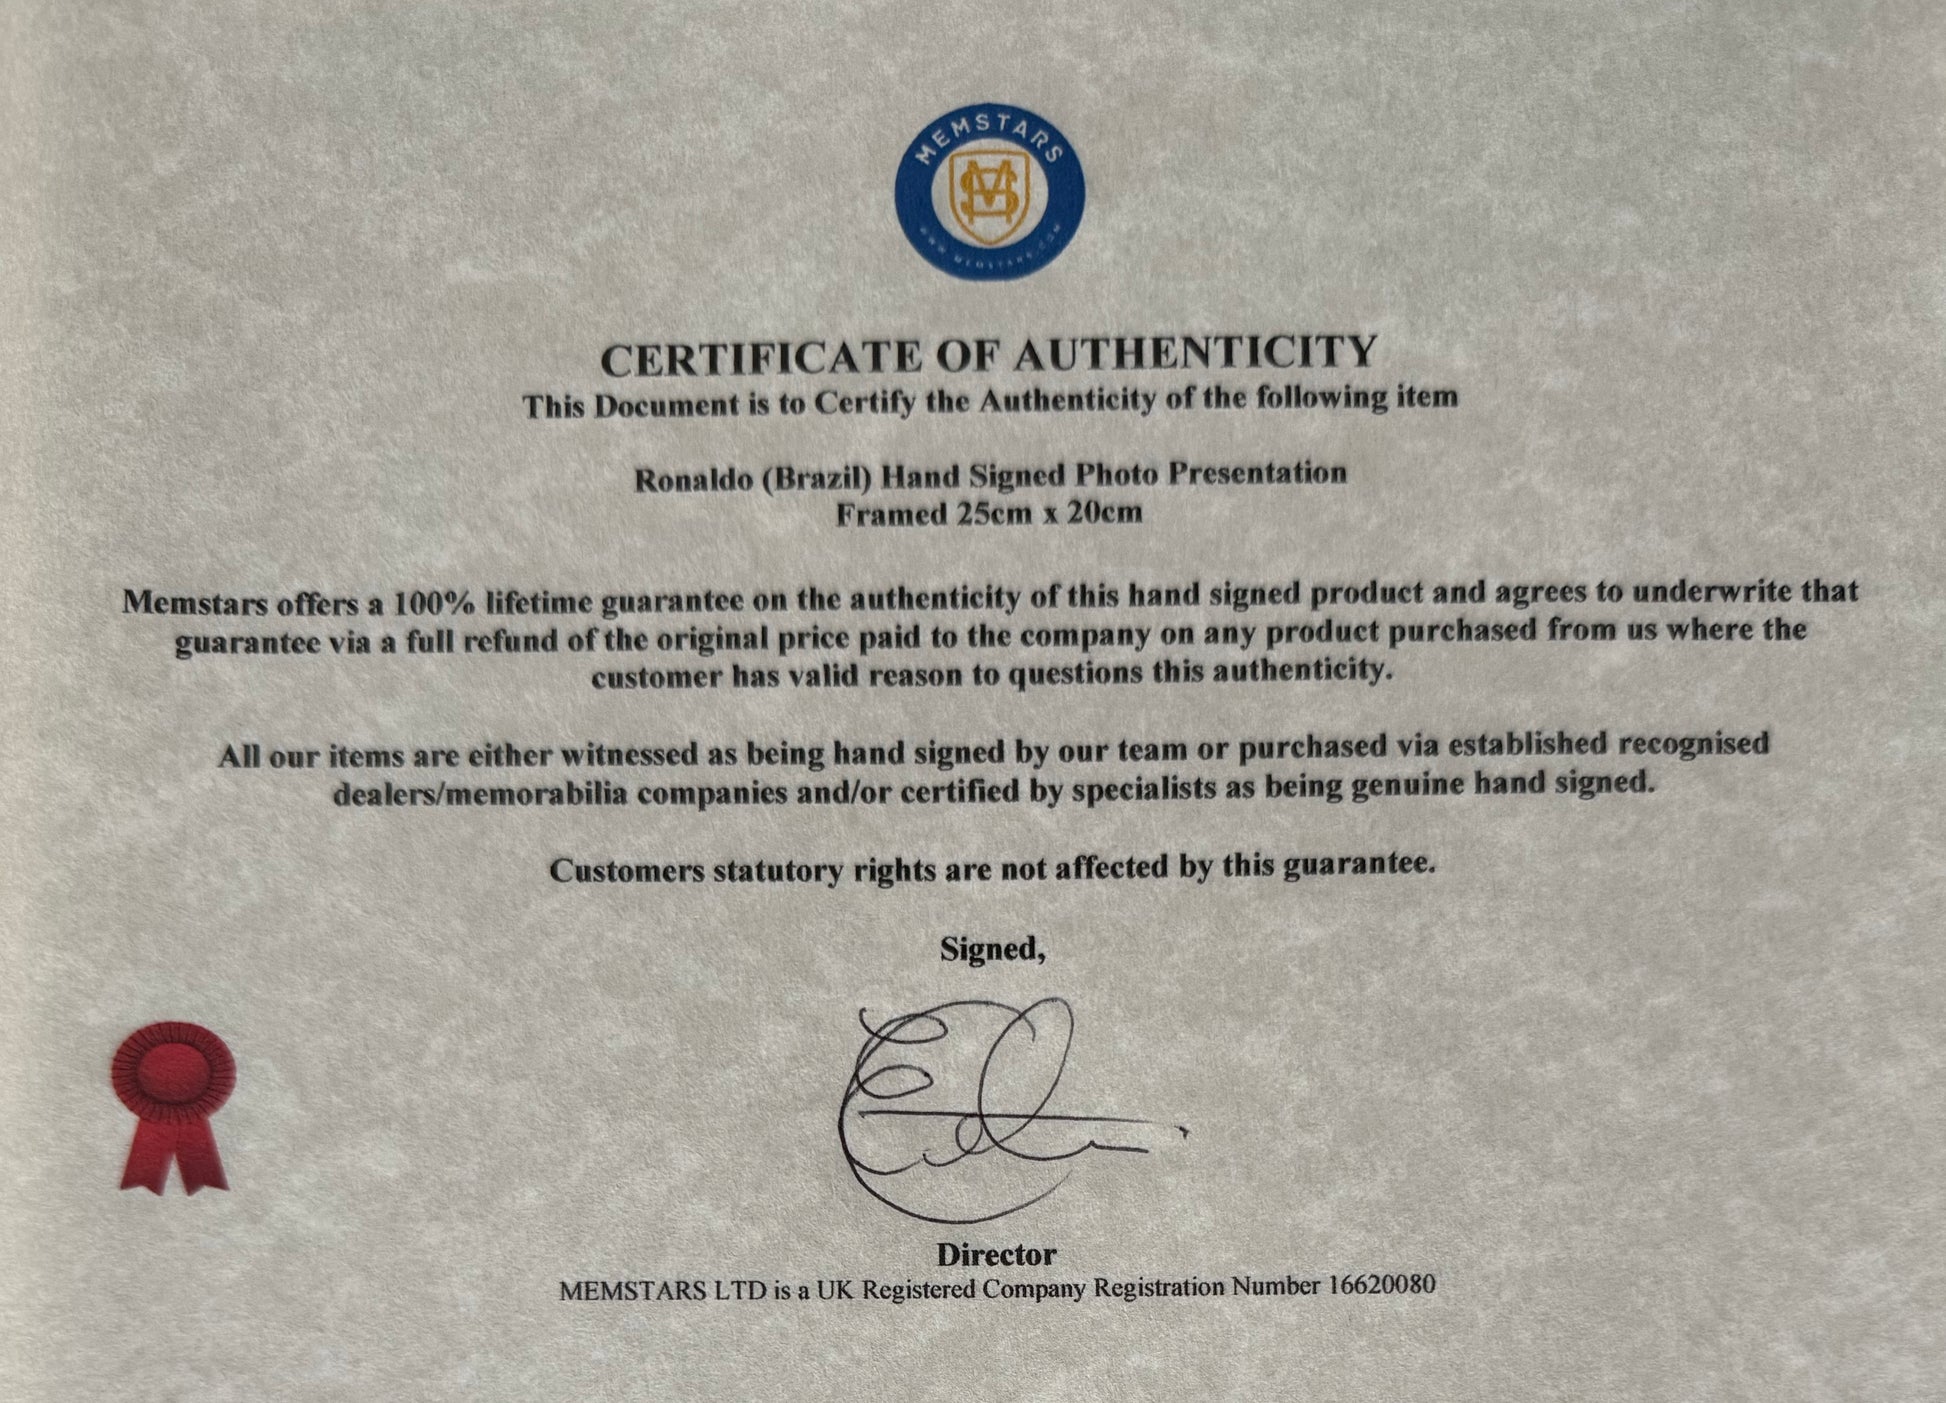 MEMSTARS
MS
WWW.MEMSTARS.COM
CERTIFICATE OF AUTHENTICITY
This Document is to Certify the Authenticity of the following item
Ronaldo (Brazil) Hand Signed Photo Presentation
Framed 25cm x 20cm
Memstars offers a 100% lifetime guarantee on the authenticity of this hand signed product and agrees to underwrite that
guarantee via a full refund of the original price paid to the company on any product purchased from us where the
customer has valid reason to questions this authenticity.
All our items are either witnessed as being hand signed by our team or purchased via established recognised
dealers/memorabilia companies and/or certified by specialists as being genuine hand signed.
Customers statutory rights are not affected by this guarantee.
Signed,
Director
MEMSTARS LTD is a UK Registered Company Registration Number 16620080